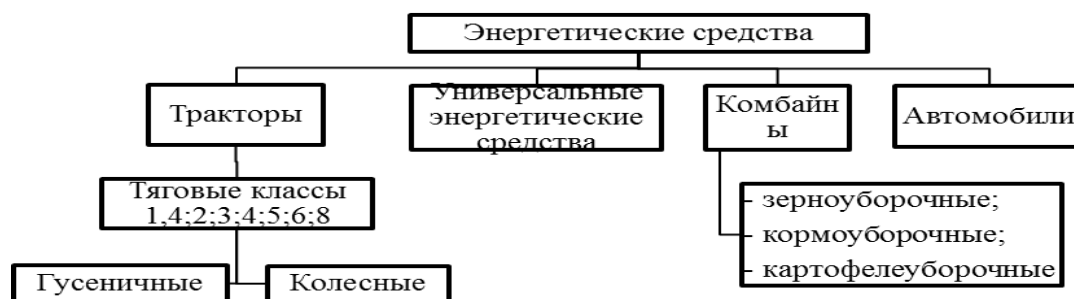 Энергетические средства
Тракторы
Универсальные
энергетические
средства
Комбайн
ы
Автомобили
Тяговые классы
1,4;2;3;4;5;6;8
- зерноуборочные;
- кормоуборочные;
- картофелеуборочные
Гусеничные
Колесные